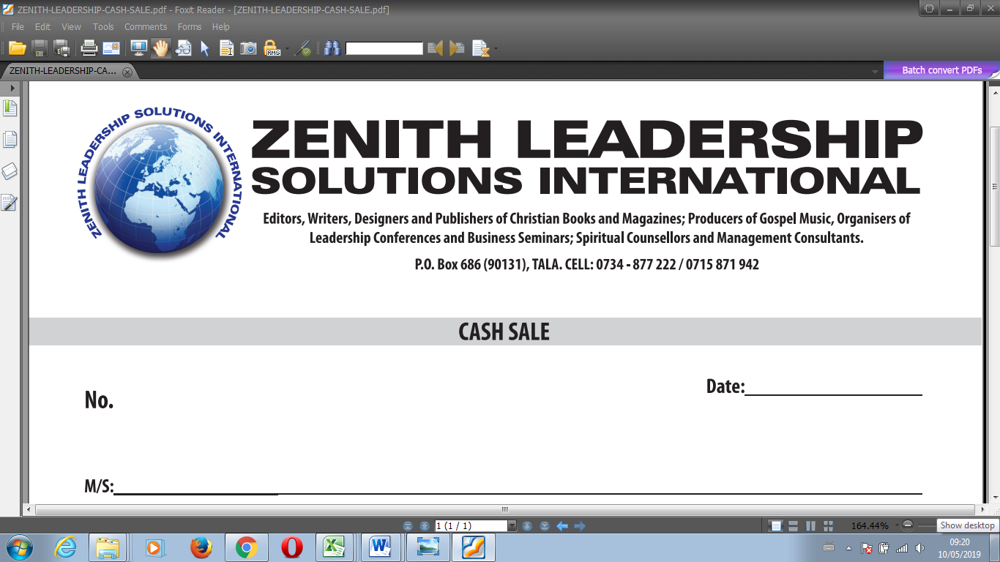 ZENITH-LEADERSHIP-CASH-SALE.pdf - Foxit Reader - [ZENITH-LEADERSHIP-CASH-SALE.pdf]
File Edit View Tools Comments Forms Help
RMS
ZENITH-LEADERSHIP-CA...
Batch convert PDFs
ZENITH LEADERSHIP SOLUTIONS INTERNATIONAL
ZENITH LEADERSHIP
SOLUTIONS INTERNATIONAL
Editors, Writers, Designers and Publishers of Christian Books and Magazines; Producers of Gospel Music, Organisers of
Leadership Conferences and Business Seminars; Spiritual Counsellors and Management Consultants.
P.O. Box 686 (90131), TALA. CELL: 0734 - 877 222 / 0715 871 942
CASH SALE
Date:
No.
M/S:
1 (1 / 1)
164.44%
Show desktop
09:20
10/05/2019